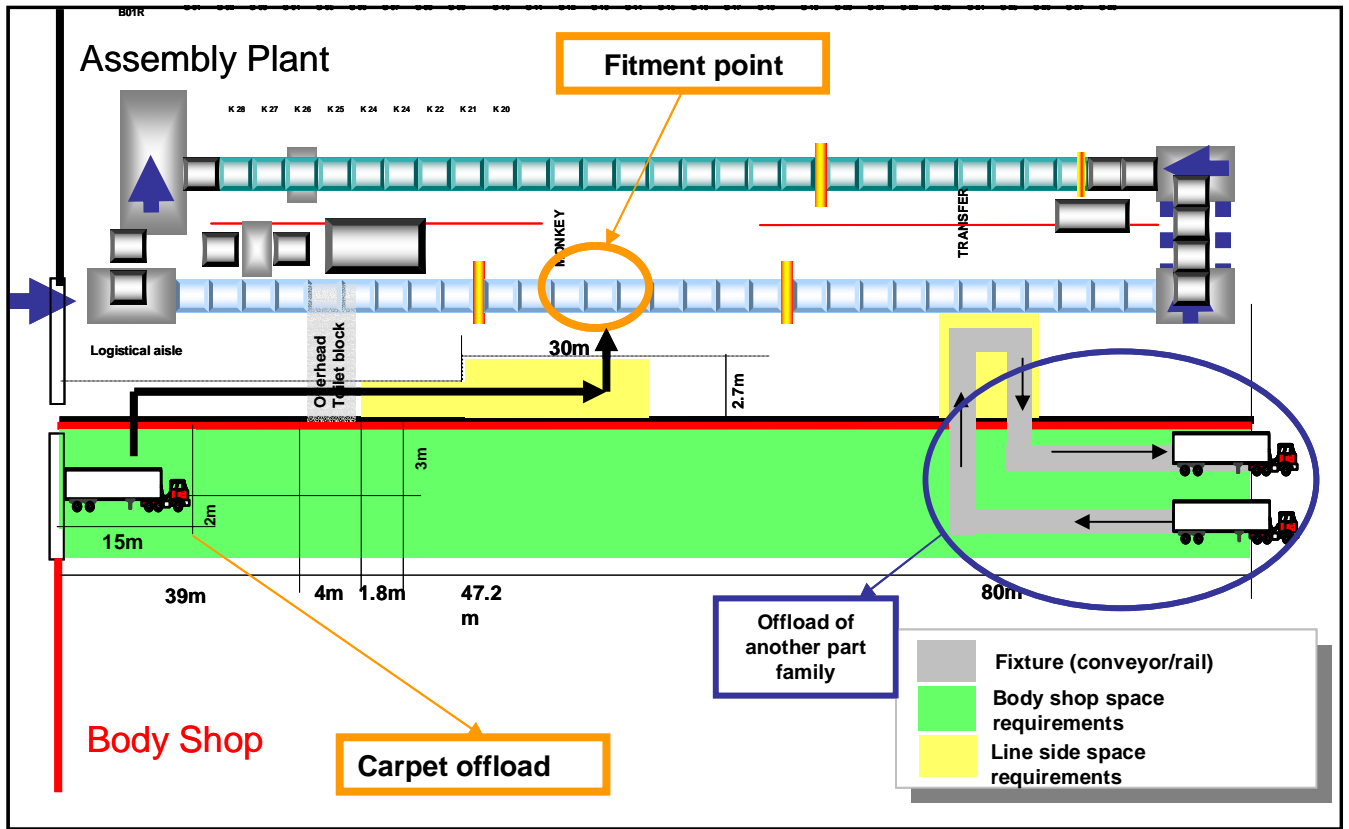 B01R
Assembly Plant
Fitment point
K 28
K 27
K 26
K 25
K 24
K 24
K 22
K 21
K 20
MONKEY
TRANSFER
Logistical aisle
Overhead
Toilet block
30m
2.7m
3m
2m
15m
39m
4m
1.8m
47.2
m
80m
Offload of
another part
family
Fixture (conveyor/rail)
Body shop space
requirements
Line side space
requirements
Body Shop
Carpet offload